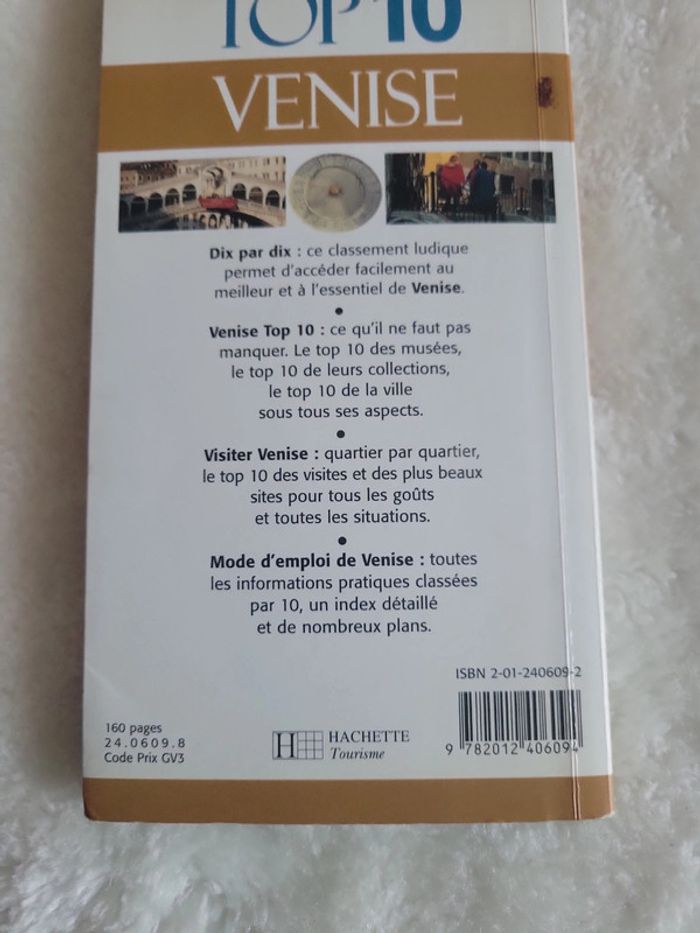 TOP 10
VENISE
Dix par dix : ce classement ludique
permet d'accéder facilement au
meilleur et à l'essentiel de Venise.
•
Venise Top 10 : ce qu'il ne faut pas
manquer. Le top 10 des musées,
le top 10 de leurs collections,
le top 10 de la ville
sous tous ses aspects.
•
Visiter Venise : quartier par quartier,
le top 10 des visites et des plus beaux
sites pour tous les goûts
et toutes les situations.
•
Mode d'emploi de Venise : toutes
les informations pratiques classées
par 10, un index détaillé
et de nombreux plans.
ISBN 2-01-240609-2
160 pages
24.0609.8
Code Prix GV3
H HACHETTE
Tourisme
9 782012 406094